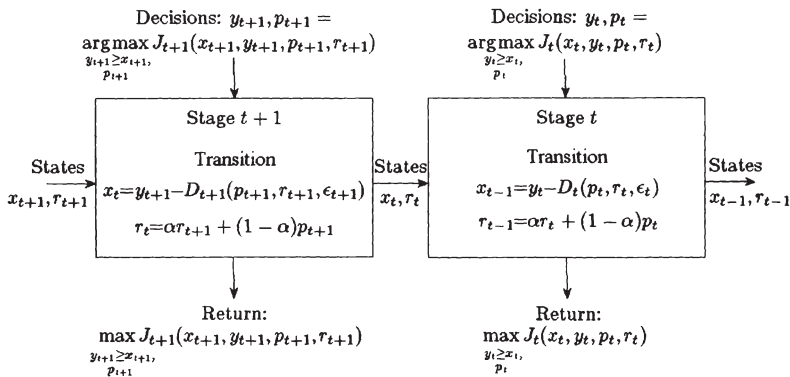 Decisions: y_{t+1}, p_{t+1} =
argmax J_{t+1}(x_{t+1}, y_{t+1}, p_{t+1}, r_{t+1})
y_{t+1} ≥ x_{t+1},
p_{t+1}
Decisions: y_t, p_t =
argmax J_t(x_t, y_t, p_t, r_t)
y_t ≥ x_t,
p_t
Stage t + 1
Transition
x_t = y_{t+1} − D_{t+1}(p_{t+1}, r_{t+1}, ϵ_{t+1})
r_t = αr_{t+1} + (1 − α)p_{t+1}
Stage t
Transition
x_{t−1} = y_t − D_t(p_t, r_t, ϵ_t)
r_{t−1} = αr_t + (1 − α)p_t
States
x_{t+1}, r_{t+1}
States
x_t, r_t
States
x_{t−1}, r_{t−1}
Return:
max J_{t+1}(x_{t+1}, y_{t+1}, p_{t+1}, r_{t+1})
y_{t+1} ≥ x_{t+1},
p_{t+1}
Return:
max J_t(x_t, y_t, p_t, r_t)
y_t ≥ x_t,
p_t